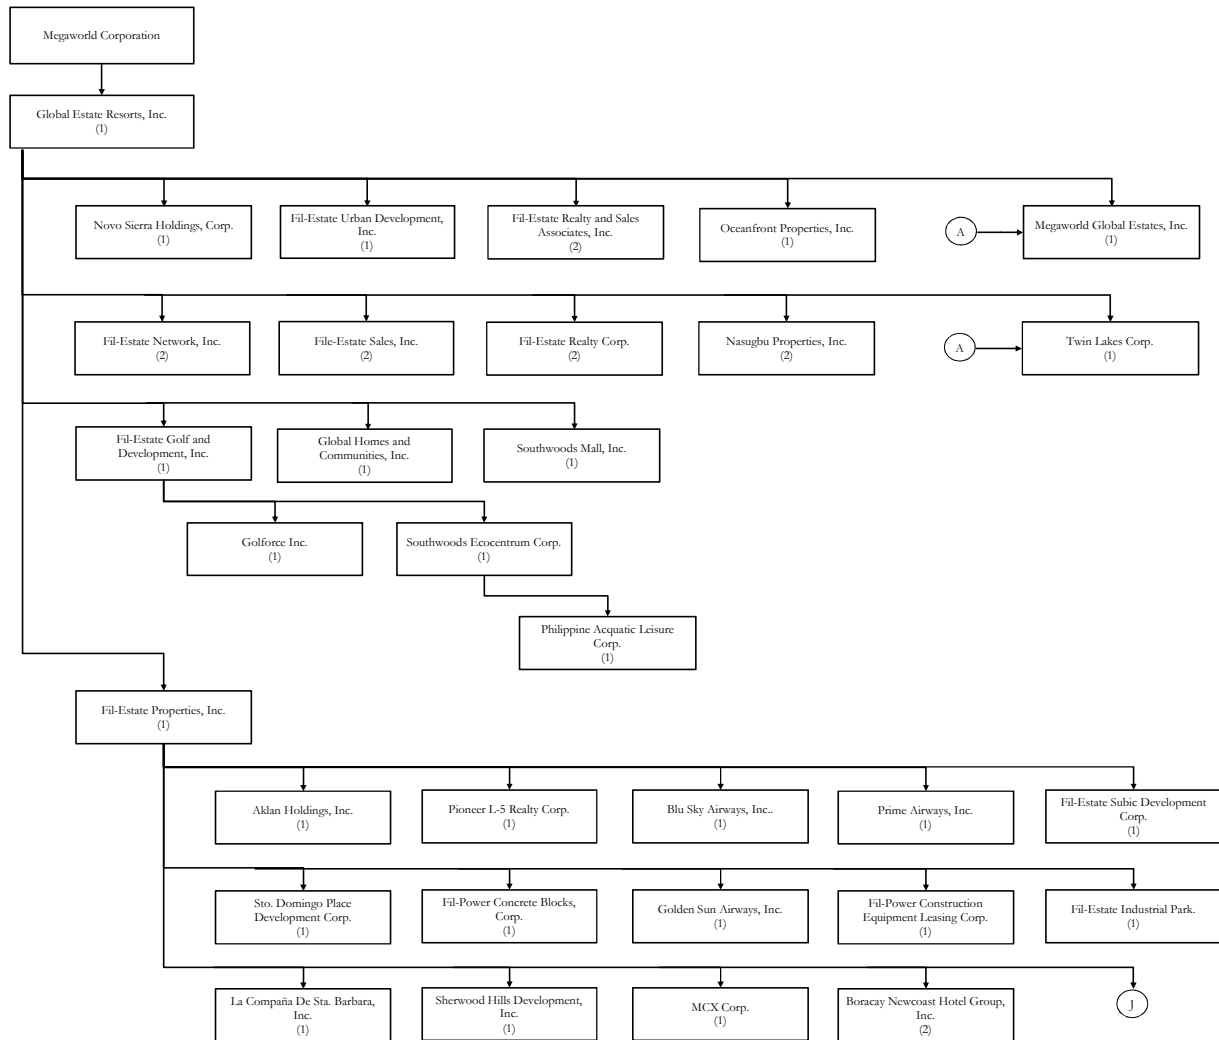 Megaworld Corporation
Global Estate Resorts, Inc.
(1)
Novo Sierra Holdings, Corp.
(1)
Fil-Estate Urban Development,
Inc.
(1)
Fil-Estate Realty and Sales
Associates, Inc.
(2)
Oceanfront Properties, Inc.
(1)
A
Megaworld Global Estates, Inc.
(1)
Fil-Estate Network, Inc.
(2)
File-Estate Sales, Inc.
(2)
Fil-Estate Realty Corp.
(2)
Nasugbu Properties, Inc.
(2)
A
Twin Lakes Corp.
(1)
Fil-Estate Golf and
Development, Inc.
(1)
Global Homes and
Communities, Inc.
(1)
Southwoods Mall, Inc.
(1)
Golforce Inc.
(1)
Southwoods Ecocentrum Corp.
(1)
Philippine Acquatic Leisure
Corp.
(1)
Fil-Estate Properties, Inc.
(1)
Aklan Holdings, Inc.
(1)
Pioneer L-5 Realty Corp.
(1)
Blu Sky Airways, Inc..
(1)
Prime Airways, Inc.
(1)
Fil-Estate Subic Development
Corp.
(1)
Sto. Domingo Place
Development Corp.
(1)
Fil-Power Concrete Blocks,
Corp.
(1)
Golden Sun Airways, Inc.
(1)
Fil-Power Construction
Equipment Leasing Corp.
(1)
Fil-Estate Industrial Park.
(1)
La Compaña De Sta. Barbara,
Inc.
(1)
Sherwood Hills Development,
Inc.
(1)
MCX Corp.
(1)
Boracay Newcoast Hotel Group,
Inc.
(2)
J